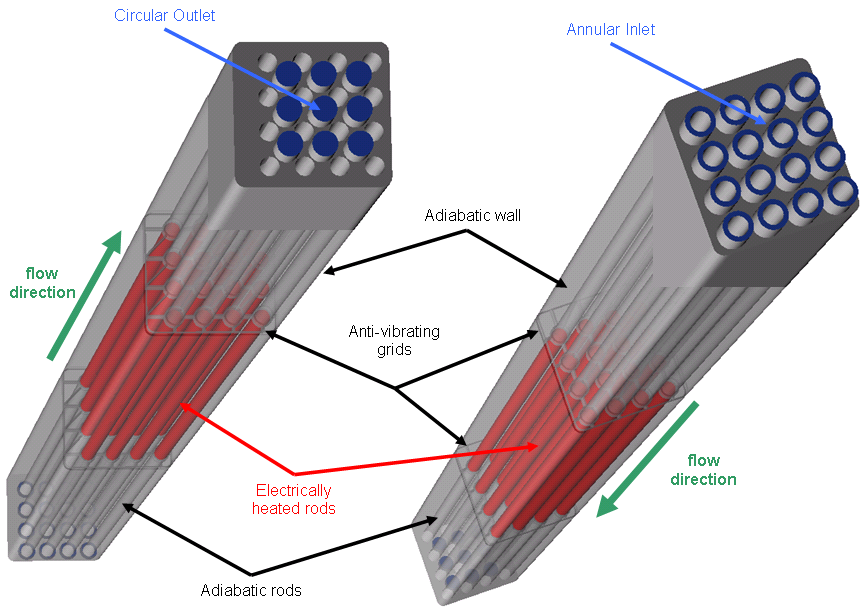 Circular Outlet
Annular Inlet
Adiabatic wall
flow
direction
Anti-vibrating
grids
flow
direction
Electrically
heated rods
Adiabatic rods